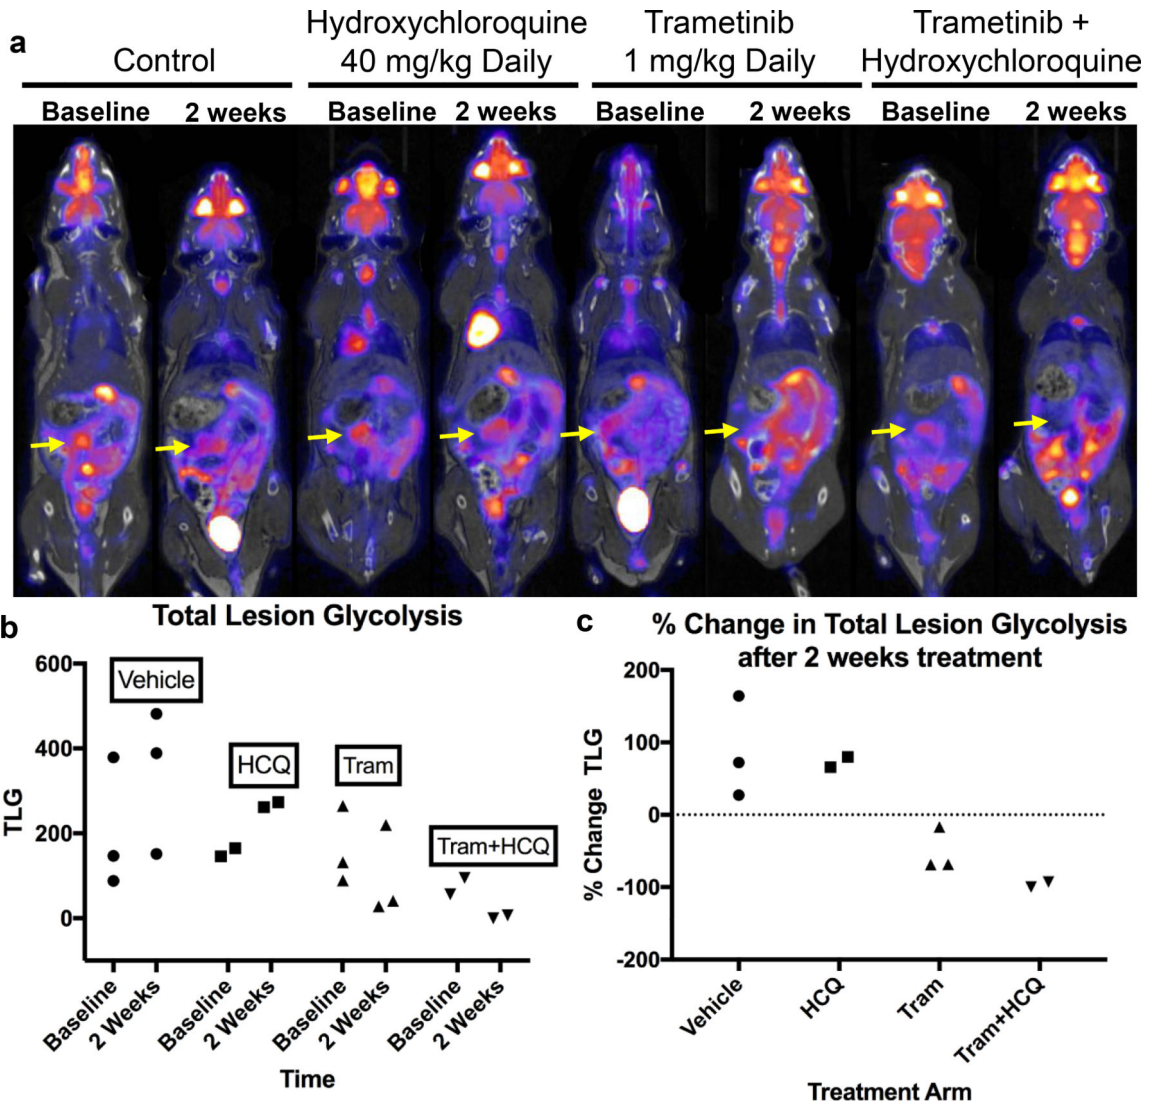 a
Control
Hydroxychloroquine
40 mg/kg Daily
Trametinib
1 mg/kg Daily
Trametinib +
Hydroxychloroquine
Baseline
2 weeks
Baseline
2 weeks
Baseline
2 weeks
Baseline
2 weeks
b
Total Lesion Glycolysis
TLG
600
400
200
0
Vehicle
HCQ
Tram
Tram+HCQ
Baseline
2 Weeks
Baseline
2 Weeks
Baseline
2 Weeks
Baseline
2 Weeks
Time
c
% Change in Total Lesion Glycolysis
after 2 weeks treatment
% Change TLG
200
100
0
-100
-200
Vehicle
HCQ
Tram
Tram+HCQ
Treatment Arm